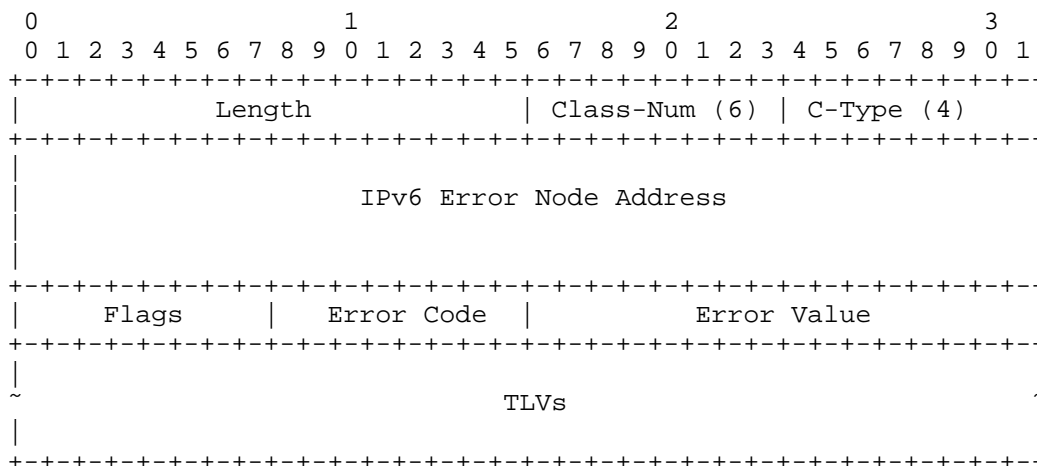 0                   1                   2                   3
 0 1 2 3 4 5 6 7 8 9 0 1 2 3 4 5 6 7 8 9 0 1 2 3 4 5 6 7 8 9 0 1
+-+-+-+-+-+-+-+-+-+-+-+-+-+-+-+-+-+-+-+-+-+-+-+-+-+-+-+-+-+-+-+--
|            Length             | Class-Num (6) | C-Type (4)
+-+-+-+-+-+-+-+-+-+-+-+-+-+-+-+-+-+-+-+-+-+-+-+-+-+-+-+-+-+-+-+--
|
|                     IPv6 Error Node Address
|
|
+-+-+-+-+-+-+-+-+-+-+-+-+-+-+-+-+-+-+-+-+-+-+-+-+-+-+-+-+-+-+-+--
|     Flags     |   Error Code  |          Error Value
+-+-+-+-+-+-+-+-+-+-+-+-+-+-+-+-+-+-+-+-+-+-+-+-+-+-+-+-+-+-+-+--
|
~                              TLVs                             ~
|
+-+-+-+-+-+-+-+-+-+-+-+-+-+-+-+-+-+-+-+-+-+-+-+-+-+-+-+-+-+-+-+--